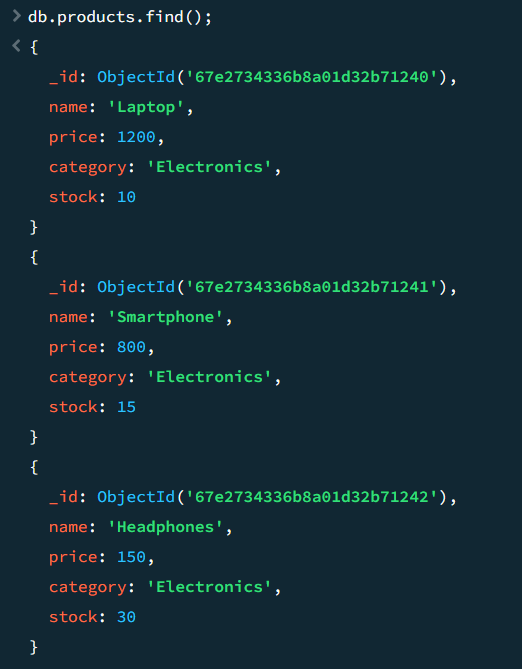 db.products.find();
{
_id: ObjectId('67e2734336b8a01d32b71240'),
name: 'Laptop',
price: 1200,
category: 'Electronics',
stock: 10
}
{
_id: ObjectId('67e2734336b8a01d32b71241'),
name: 'Smartphone',
price: 800,
category: 'Electronics',
stock: 15
}
{
_id: ObjectId('67e2734336b8a01d32b71242'),
name: 'Headphones',
price: 150,
category: 'Electronics',
stock: 30
}